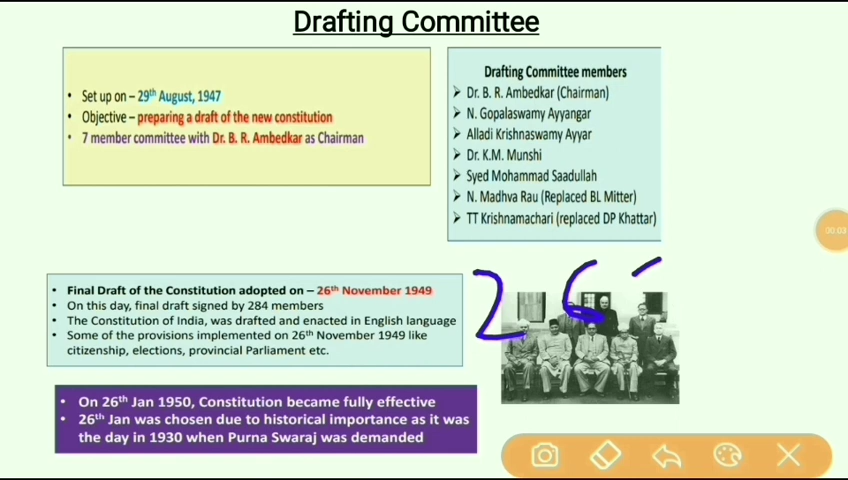 Drafting Committee
• Set up on – 29th August, 1947
• Objective – preparing a draft of the new constitution
• 7 member committee with Dr. B. R. Ambedkar as Chairman
Drafting Committee members
➤ Dr. B. R. Ambedkar (Chairman)
➤ N. Gopalaswamy Ayyangar
➤ Alladi Krishnaswamy Ayyar
➤ Dr. K.M. Munshi
➤ Syed Mohammad Saadullah
➤ N. Madhva Rau (Replaced BL Mitter)
➤ TT Krishnamachari (replaced DP Khattar)
00:03
• Final Draft of the Constitution adopted on – 26th November 1949
• On this day, final draft signed by 284 members
• The Constitution of India, was drafted and enacted in English language
• Some of the provisions implemented on 26th November 1949 like
citizenship, elections, provincial Parliament etc.
26
• On 26th Jan 1950, Constitution became fully effective
• 26th Jan was chosen due to historical importance as it was
the day in 1930 when Purna Swaraj was demanded